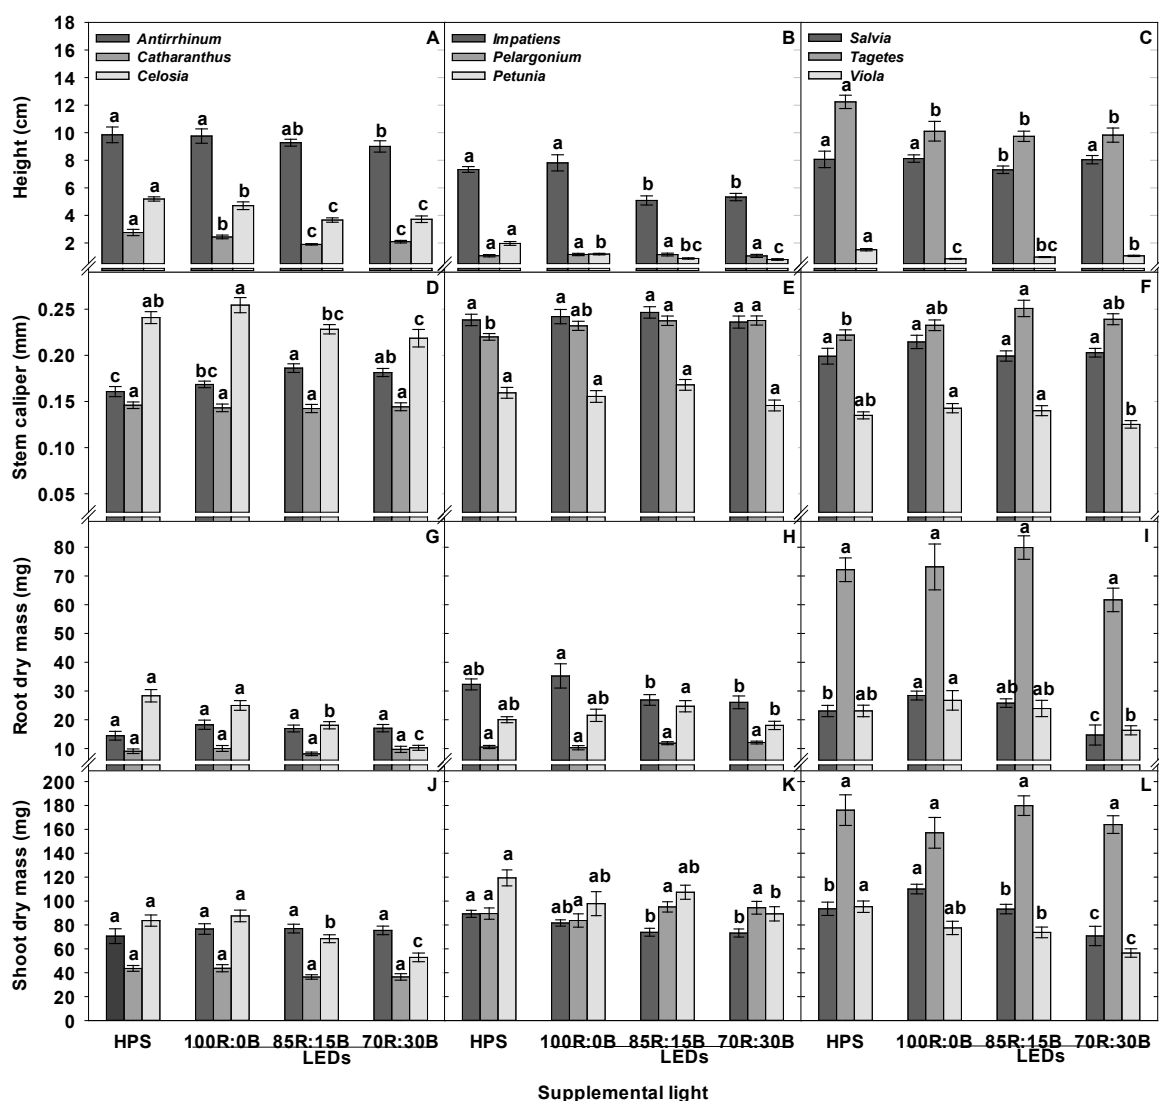 Height (cm)
18
16
14
12
10
8
6
4
2
Antirrhinum
Catharanthus
Celosia
A
a
a
a
a
b
b
ab
c
c
b
c
c
Impatiens
Pelargonium
Petunia
B
a
a
a
a
a
b
b
a
bc
b
a
c
Salvia
Tagetes
Viola
C
a
a
a
a
b
c
a
b
bc
a
b
b
Stem caliper (mm)
0.25
0.20
0.15
0.10
0.05
D
c
a
ab
bc
a
a
a
a
bc
ab
a
c
E
a
b
a
a
ab
a
a
a
a
a
a
a
F
a
b
ab
a
ab
a
a
a
a
a
ab
b
Root dry mass (mg)
80
70
60
50
40
30
20
10
G
a
a
a
a
a
a
a
a
b
a
a
c
H
ab
a
ab
a
a
ab
b
a
a
b
a
b
I
b
a
ab
a
a
a
ab
a
ab
c
a
b
Shoot dry mass (mg)
200
180
160
140
120
100
80
60
40
20
0
J
a
a
a
a
a
a
a
a
b
a
a
c
K
a
a
a
ab
a
ab
b
a
ab
b
a
b
L
b
a
a
a
a
ab
b
a
b
c
a
c
HPS 100R:0B 85R:15B 70R:30B
LEDs
HPS 100R:0B 85R:15B 70R:30B
LEDs
HPS 100R:0B 85R:15B 70R:30B
LEDs
Supplemental light